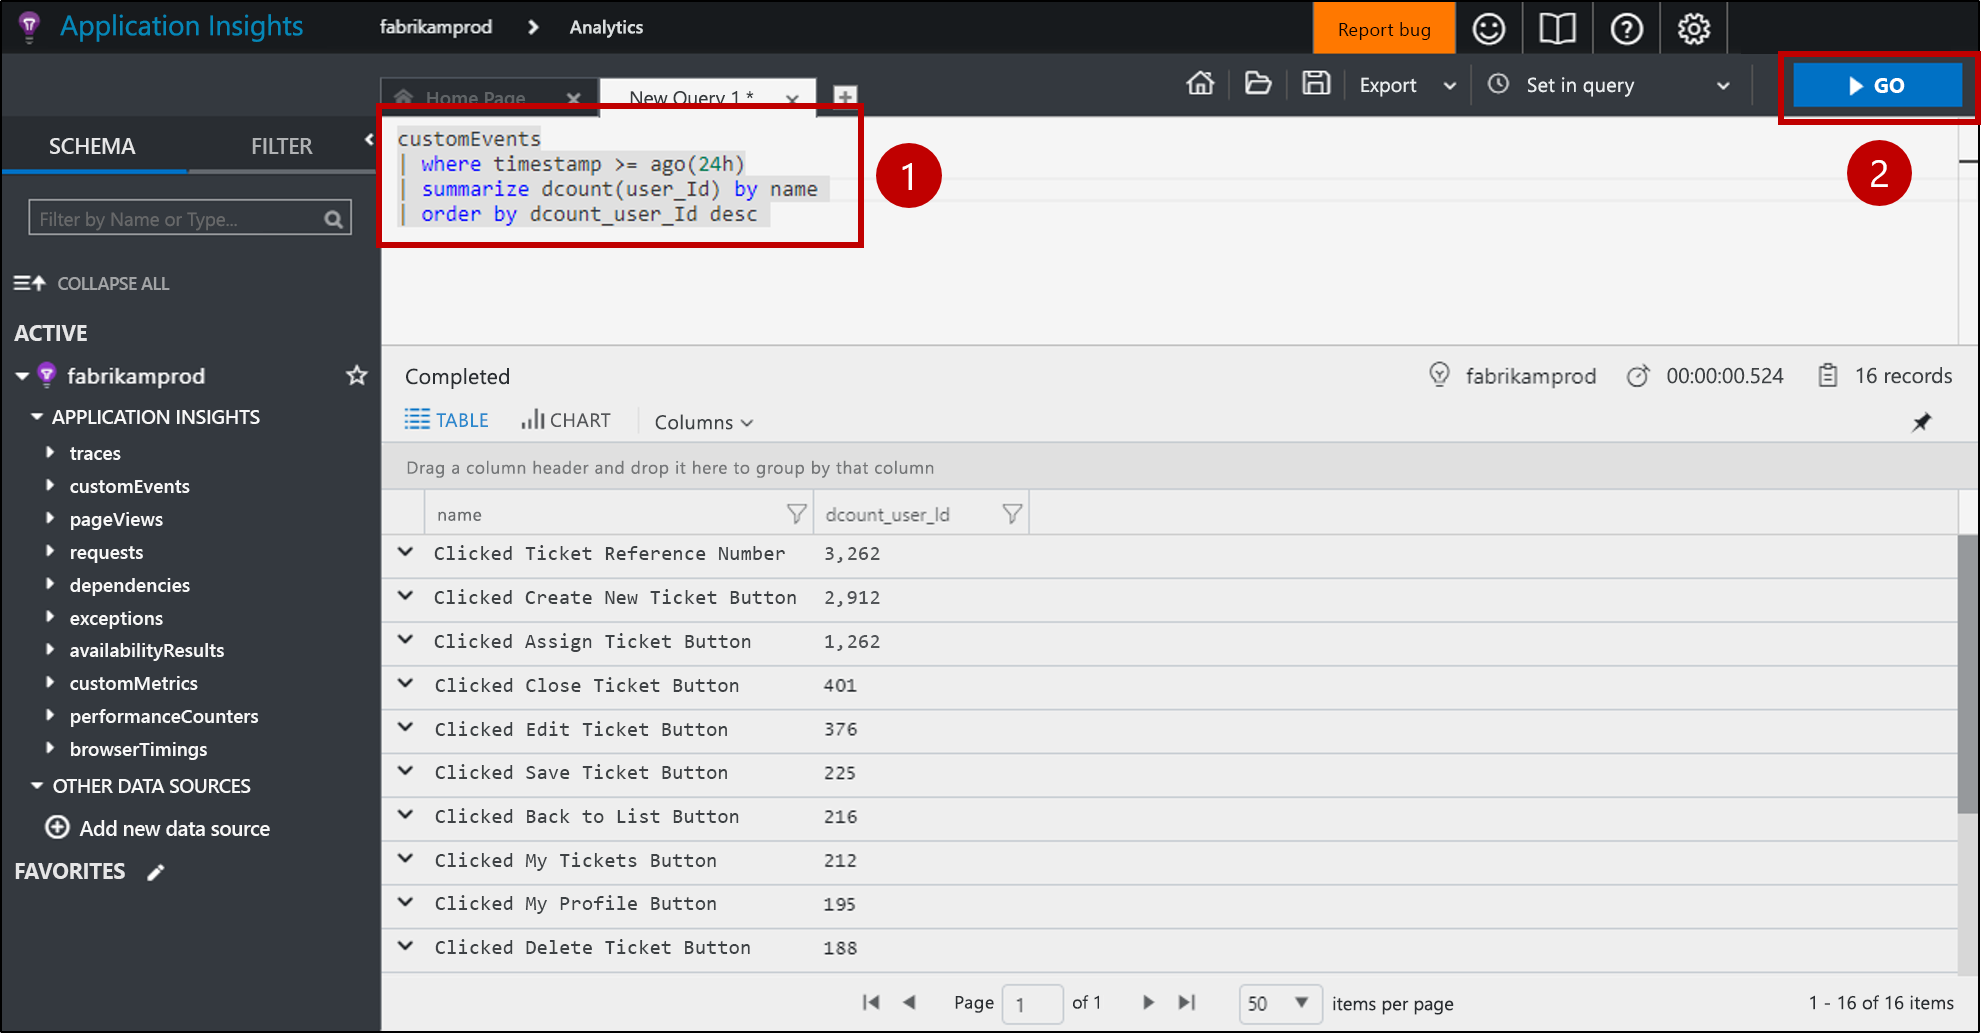 Application Insights
fabrikamprod
Analytics
Report bug
Home Page
New Query 1*
Export
Set in query
GO
SCHEMA
FILTER
customEvents
| where timestamp >= ago(24h)
| summarize dcount(user_Id) by name
| order by dcount_user_Id desc
1
2
Filter by Name or Type...
COLLAPSE ALL
ACTIVE
fabrikamprod
APPLICATION INSIGHTS
traces
customEvents
pageViews
requests
dependencies
exceptions
availabilityResults
customMetrics
performanceCounters
browserTimings
OTHER DATA SOURCES
Add new data source
FAVORITES
Completed
fabrikamprod
00:00:00.524
16 records
TABLE
CHART
Columns
Drag a column header and drop it here to group by that column
name dcount_user_Id
Clicked Ticket Reference Number 3,262
Clicked Create New Ticket Button 2,912
Clicked Assign Ticket Button 1,262
Clicked Close Ticket Button 401
Clicked Edit Ticket Button 376
Clicked Save Ticket Button 225
Clicked Back to List Button 216
Clicked My Tickets Button 212
Clicked My Profile Button 195
Clicked Delete Ticket Button 188
Page 1 of 1
50 items per page
1 - 16 of 16 items